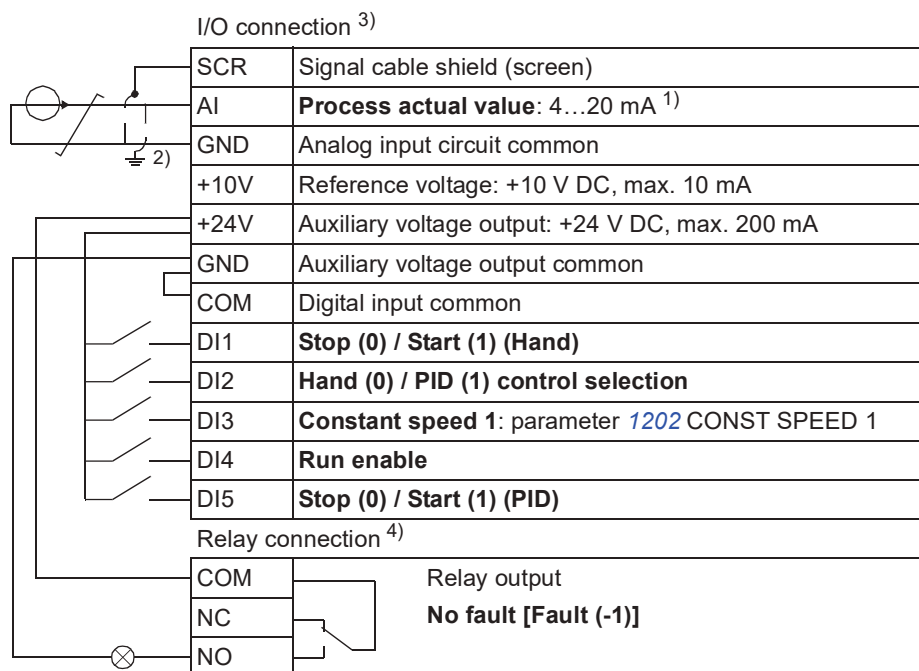 I/O connection 3)
SCR Signal cable shield (screen)
AI Process actual value: 4…20 mA 1)
GND Analog input circuit common
2)
+10V Reference voltage: +10 V DC, max. 10 mA
+24V Auxiliary voltage output: +24 V DC, max. 200 mA
GND Auxiliary voltage output common
COM Digital input common
DI1 Stop (0) / Start (1) (Hand)
DI2 Hand (0) / PID (1) control selection
DI3 Constant speed 1: parameter 1202 CONST SPEED 1
DI4 Run enable
DI5 Stop (0) / Start (1) (PID)
Relay connection 4)
COM Relay output
NC No fault [Fault (-1)]
NO